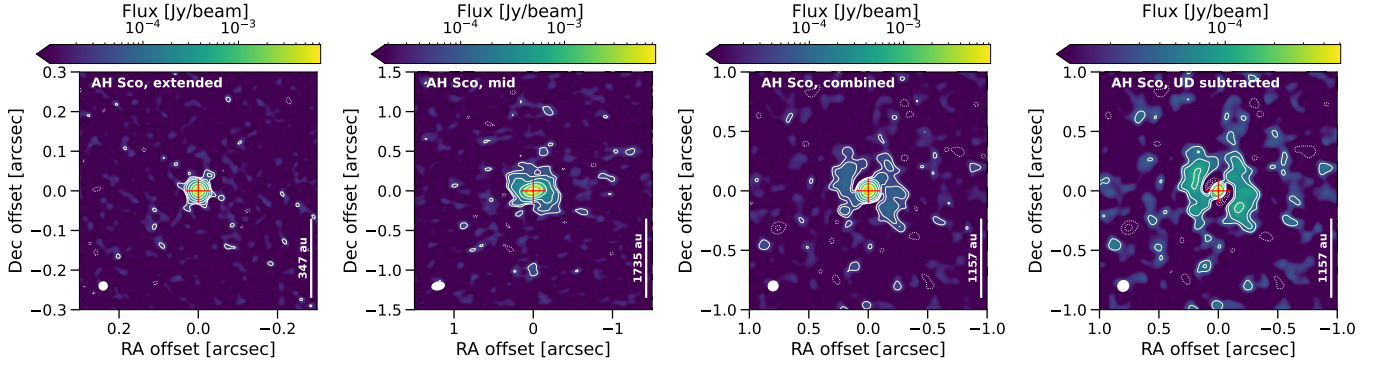 Flux [Jy/beam]
10⁻⁴ 10⁻³
AH Sco, extended
Dec offset [arcsec]
0.3
0.2
0.1
0.0
−0.1
−0.2
−0.3
347 au
0.2 0.0 −0.2
RA offset [arcsec]
Flux [Jy/beam]
10⁻⁴ 10⁻³
AH Sco, mid
Dec offset [arcsec]
1.5
1.0
0.5
0.0
−0.5
−1.0
−1.5
1735 au
1 0 −1
RA offset [arcsec]
Flux [Jy/beam]
10⁻⁴ 10⁻³
AH Sco, combined
Dec offset [arcsec]
1.0
0.5
0.0
−0.5
−1.0
1157 au
1.0 0.5 0.0 −0.5 −1.0
RA offset [arcsec]
Flux [Jy/beam]
10⁻⁴
AH Sco, UD subtracted
Dec offset [arcsec]
1.0
0.5
0.0
−0.5
−1.0
1157 au
1.0 0.5 0.0 −0.5 −1.0
RA offset [arcsec]